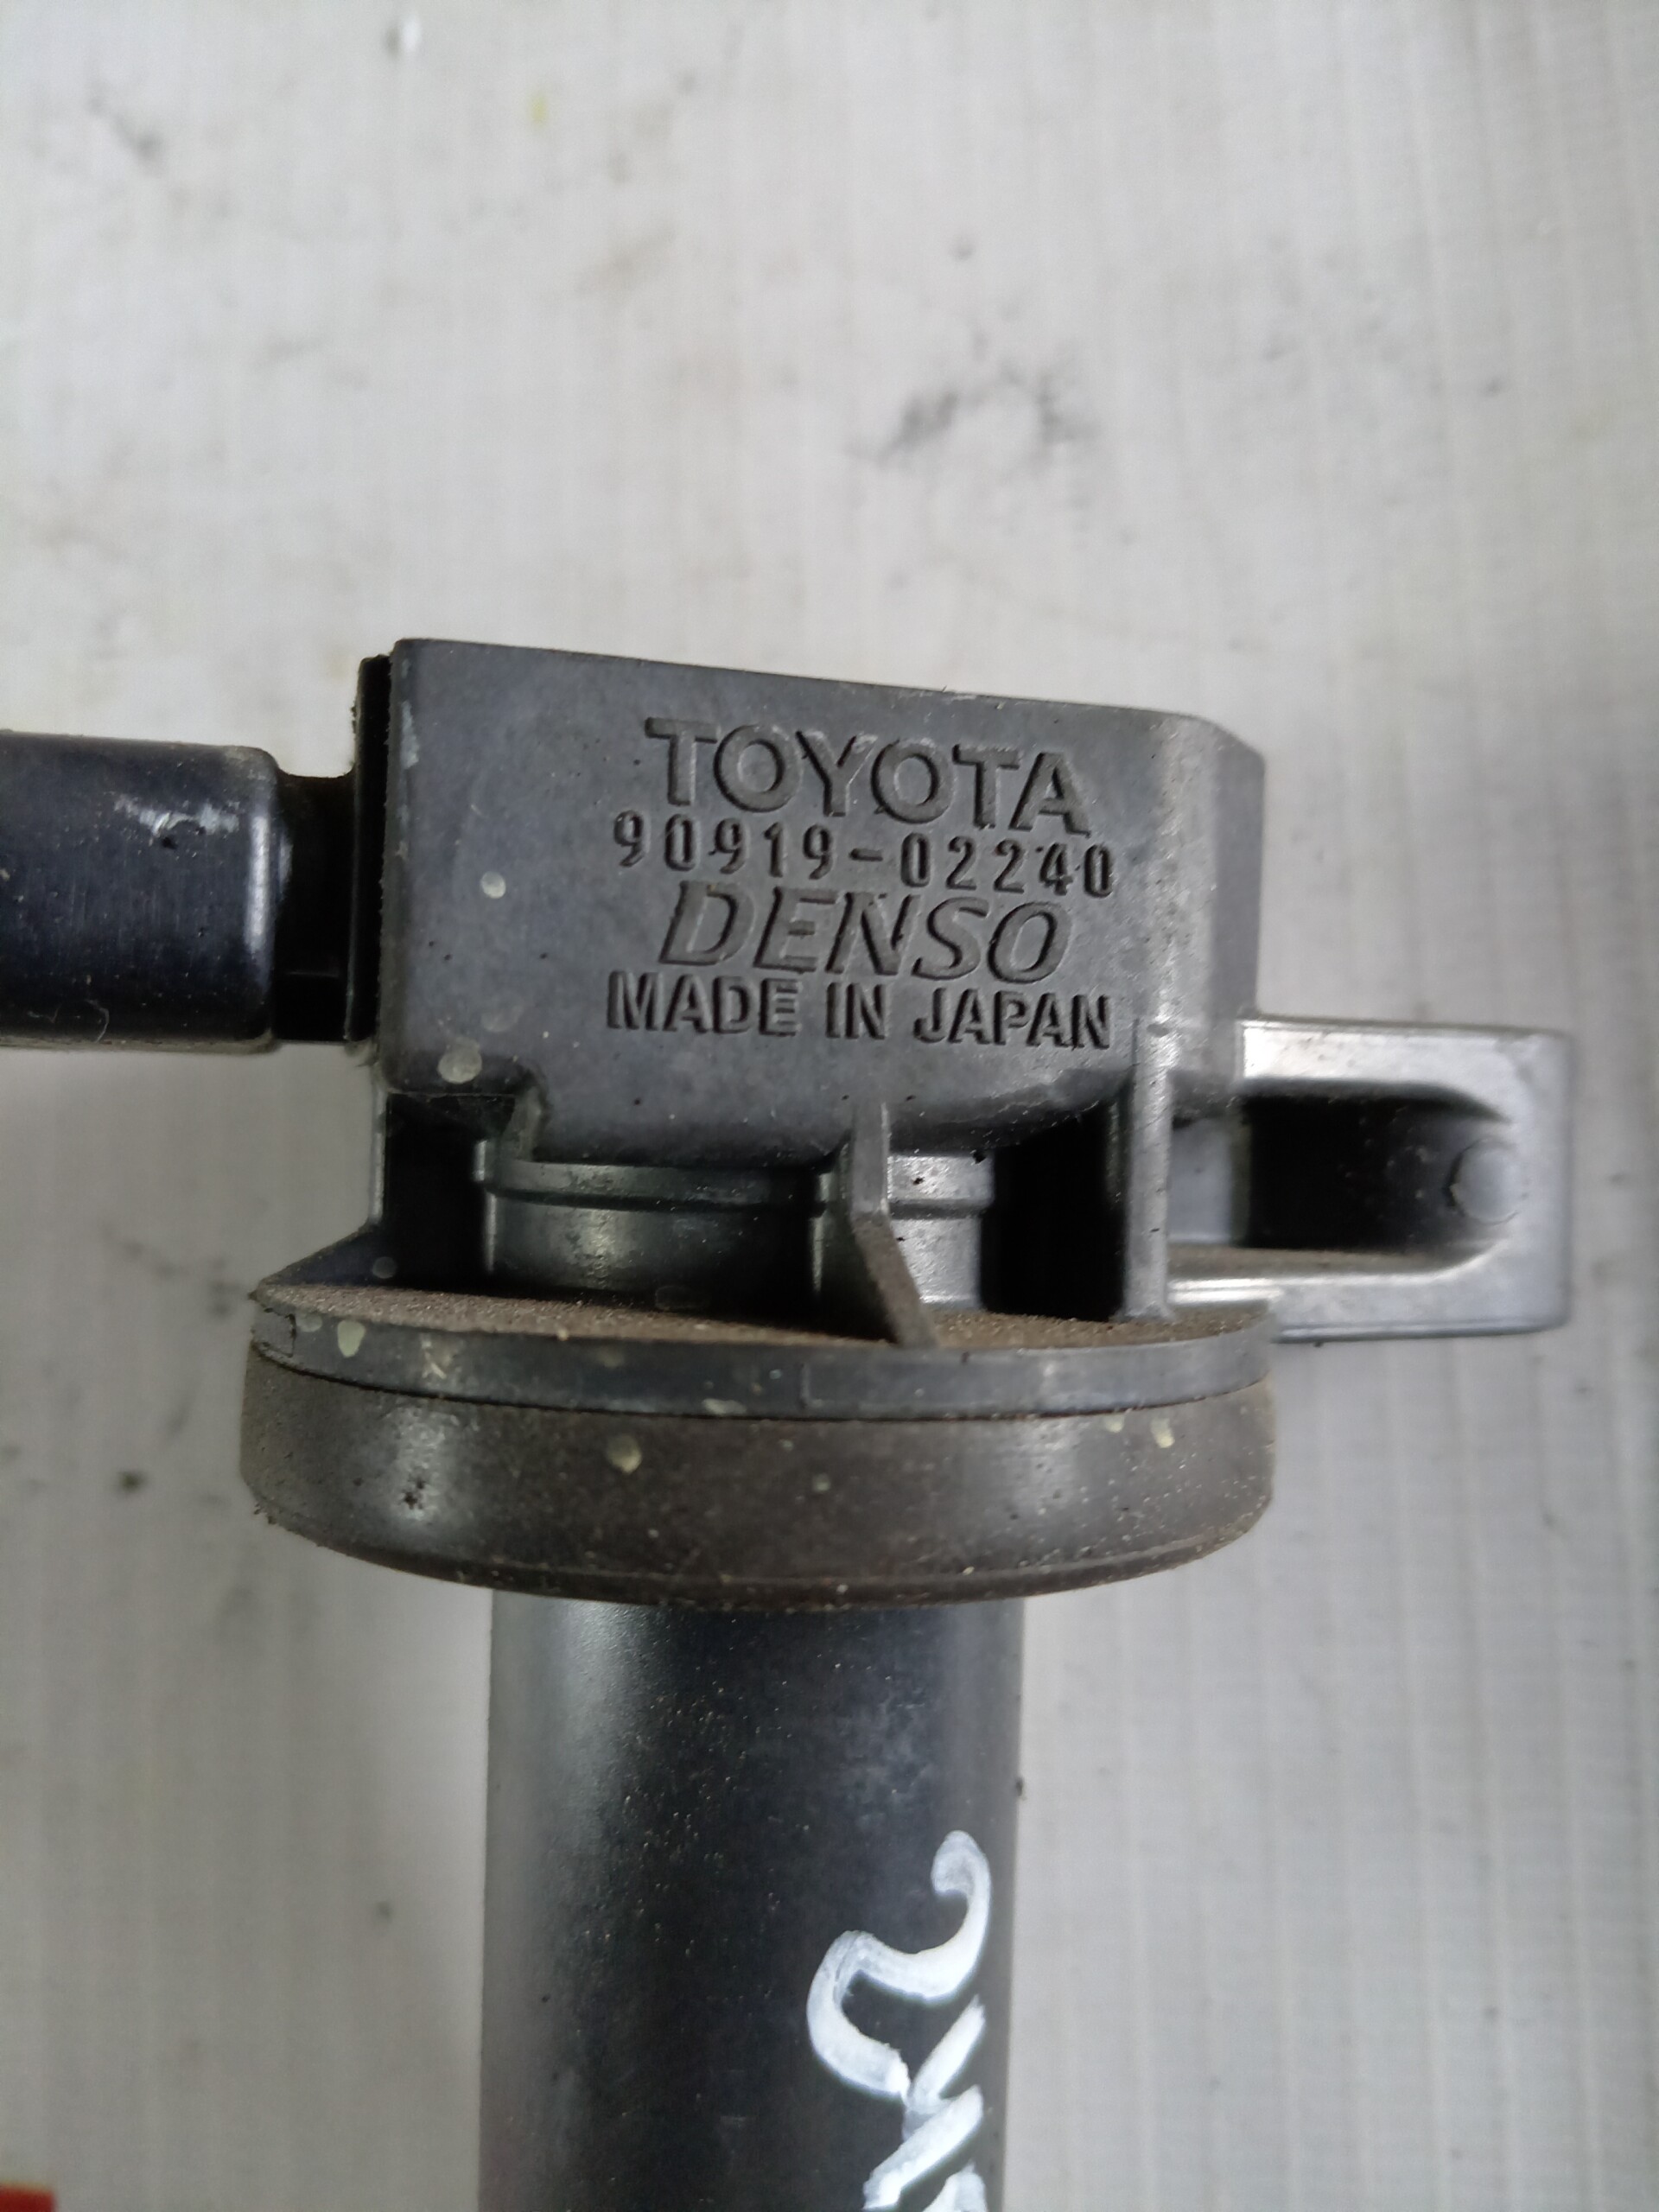 TOYOTA
90919-02240
DENSO
MADE IN JAPAN